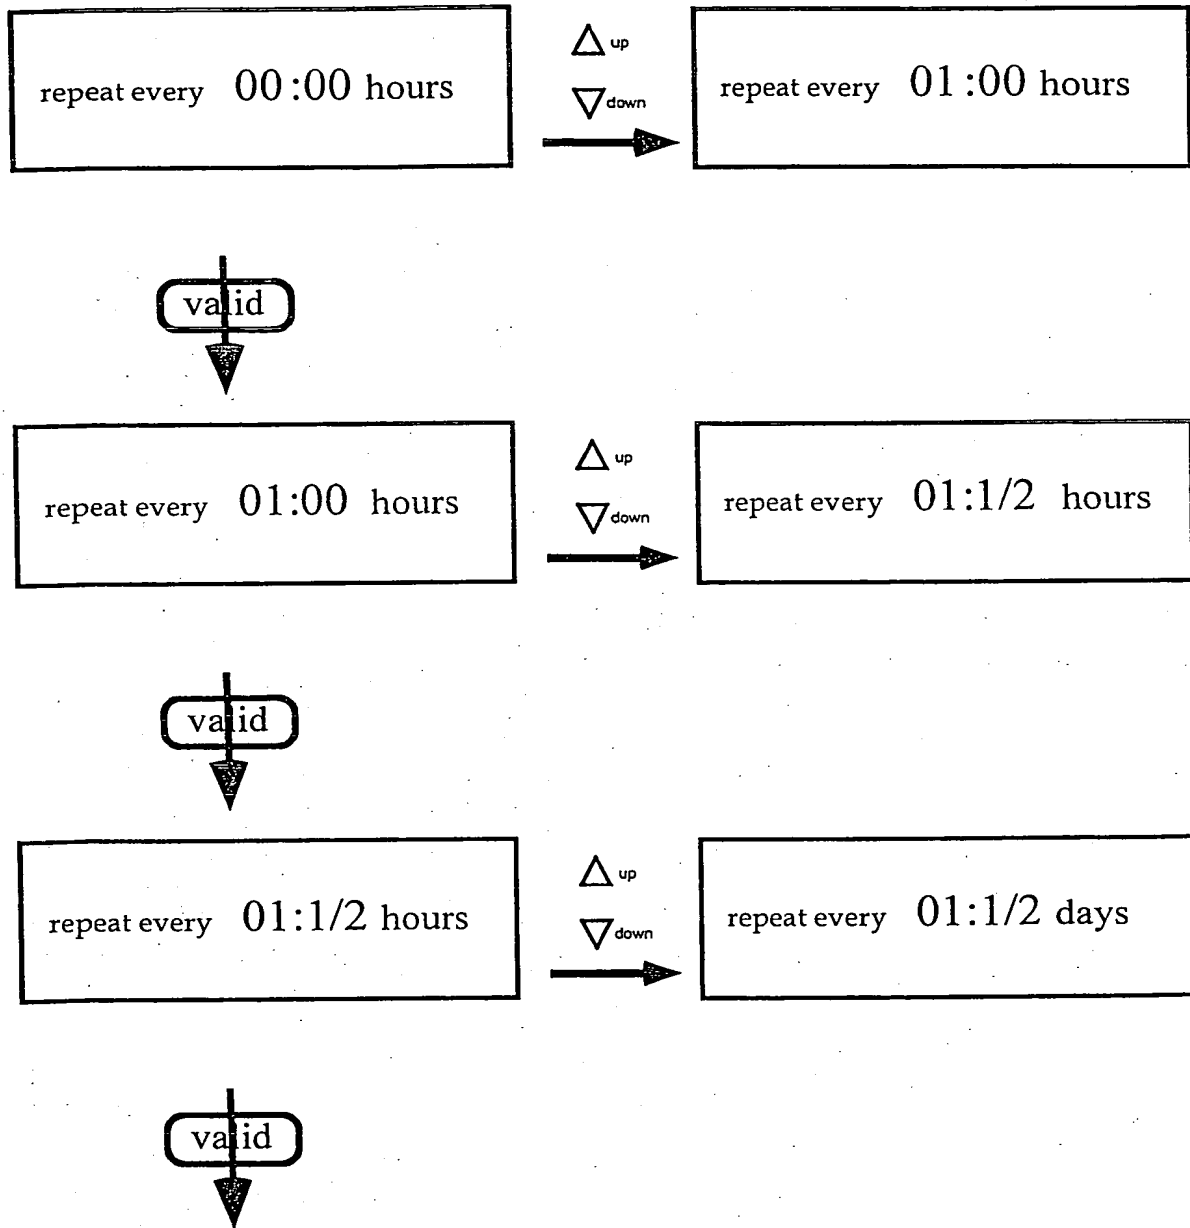 repeat every 00:00 hours
up
down
repeat every 01:00 hours
valid
repeat every 01:00 hours
up
down
repeat every 01:1/2 hours
valid
repeat every 01:1/2 hours
up
down
repeat every 01:1/2 days
valid